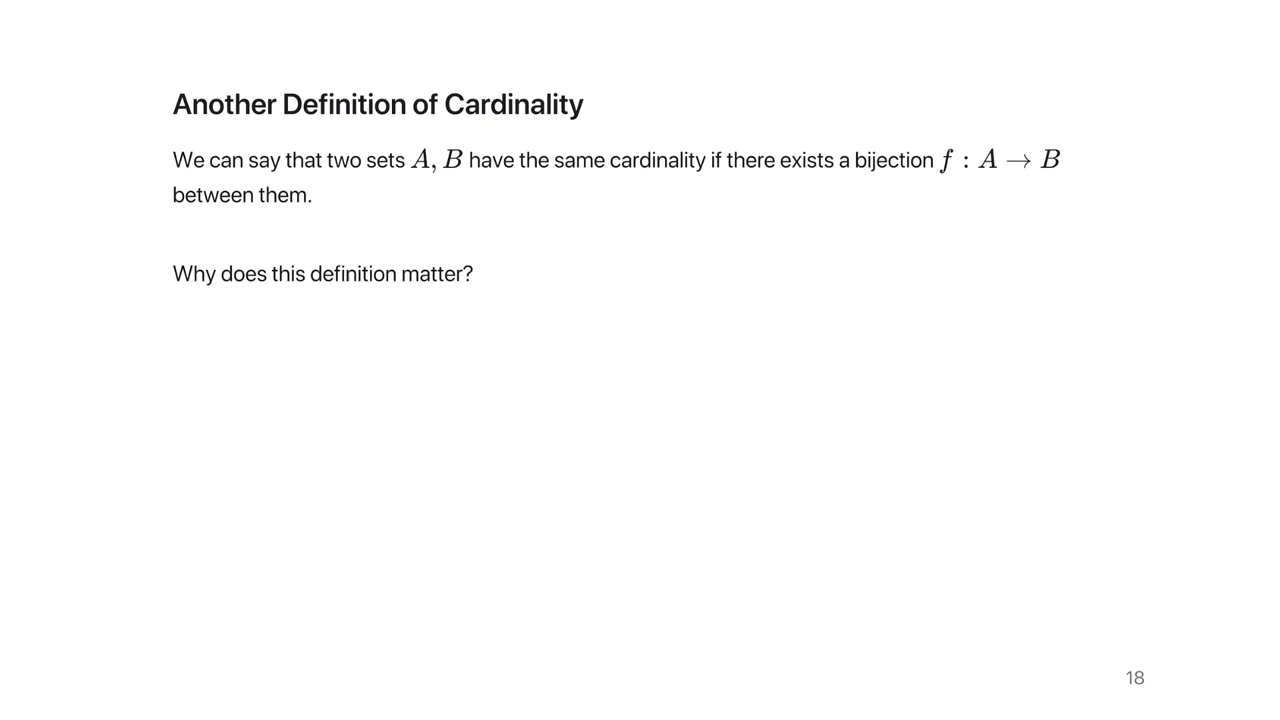 Another Definition of Cardinality
We can say that two sets A, B have the same cardinality if there exists a bijection f : A → B
between them.
Why does this definition matter?
18